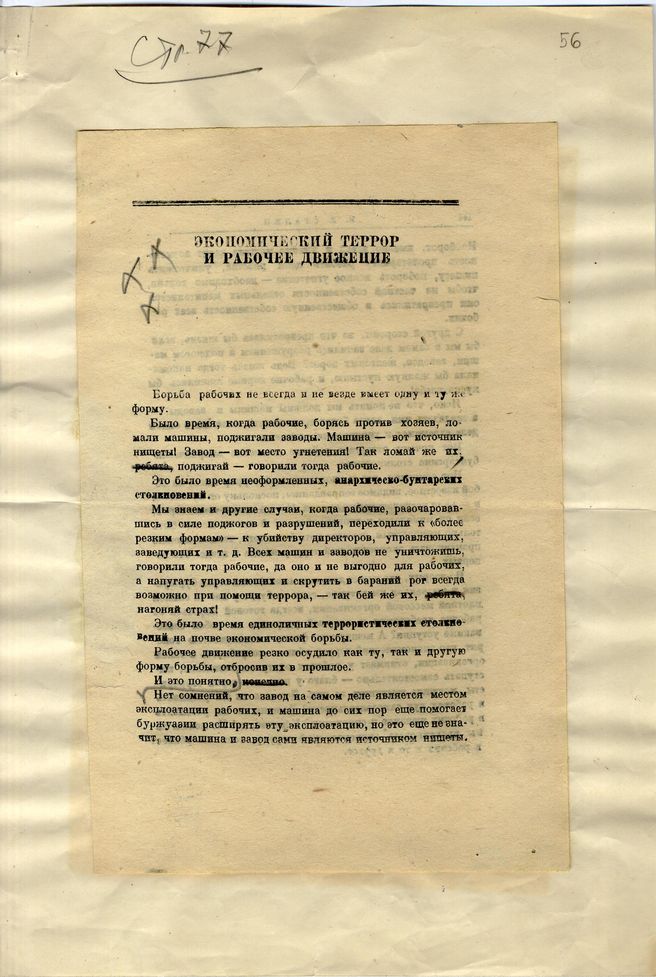 Стр. 77
56
ЭКОНОМИЧЕСКИЙ ТЕРРОР
И РАБОЧЕЕ ДВИЖЕНИЕ
Борьба рабочих не всегда и не везде имеет одну и ту же
форму.
Было время, когда рабочие, борясь против хозяев, ло-
мали машины, поджигали заводы. Машина — вот источник
нищеты! Завод — вот место угнетения! Так ломай же их,
ребята, поджигай — говорили тогда рабочие.
Это было время неоформленных, анархическо-бунтарских
столкновений.
Мы знаем и другие случаи, когда рабочие, разочаровав-
шись в силе поджогов и разрушений, переходили к «более
резким формам» — к убийству директоров, управляющих,
заведующих и т. д. Всех машин и заводов не уничтожишь,
говорили тогда рабочие, да оно и не выгодно для рабочих,
а напугать управляющих и скрутить в бараний рог всегда
возможно при помощи террора, — так бей же их, ребята,
нагоняй страх!
Это было время единоличных террористических столкно-
вений на почве экономической борьбы.
Рабочее движение резко осудило как ту, так и другую
форму борьбы, отбросив их в прошлое.
И это понятно, конечно.
Нет сомнений, что завод на самом деле является местом
эксплоатации рабочих, и машина до сих пор еще помогает
буржуазии расширять эту эксплоатацию, но это еще не зна-
чит, что машина и завод сами являются источником нищеты.